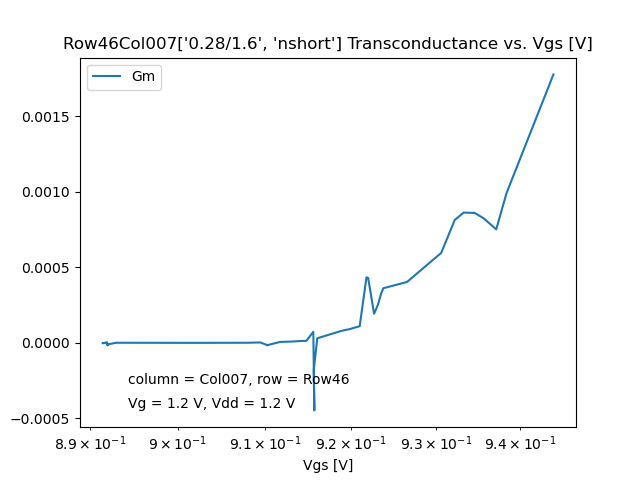 Row46Col007['0.28/1.6', 'nshort'] Transconductance vs. Vgs [V]
Gm
0.0015
0.0010
0.0005
0.0000
−0.0005
column = Col007, row = Row46
Vg = 1.2 V, Vdd = 1.2 V
8.9 × 10⁻¹ 9 × 10⁻¹ 9.1 × 10⁻¹ 9.2 × 10⁻¹ 9.3 × 10⁻¹ 9.4 × 10⁻¹
Vgs [V]